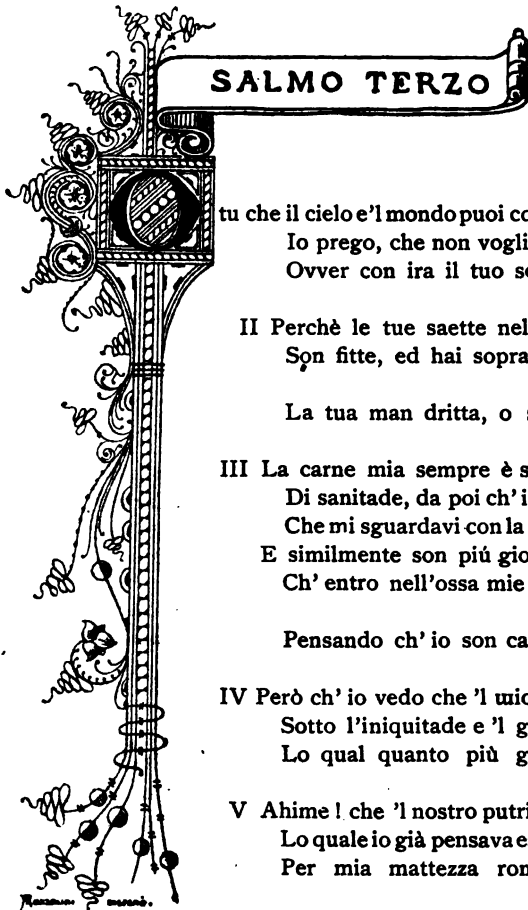 SALMO TERZO
O tu che il cielo e'l mondo puoi co
Io prego, che non vogli
Ovver con ira il tuo s
II Perchè le tue saette nel
Son fitte, ed hai sopra
La tua man dritta, o s
III La carne mia sempre è s
Di sanitade, da poi ch' i
Che mi sguardavi con la
E similmente son piú gio
Ch' entro nell'ossa mie
Pensando ch' io son ca
IV Però ch' io vedo che 'l
Sotto l'iniquitade e 'l g
Lo qual quanto più g
V Ahime! che 'l nostro putri
Lo quale io già pensava e
Per mia mattezza rom